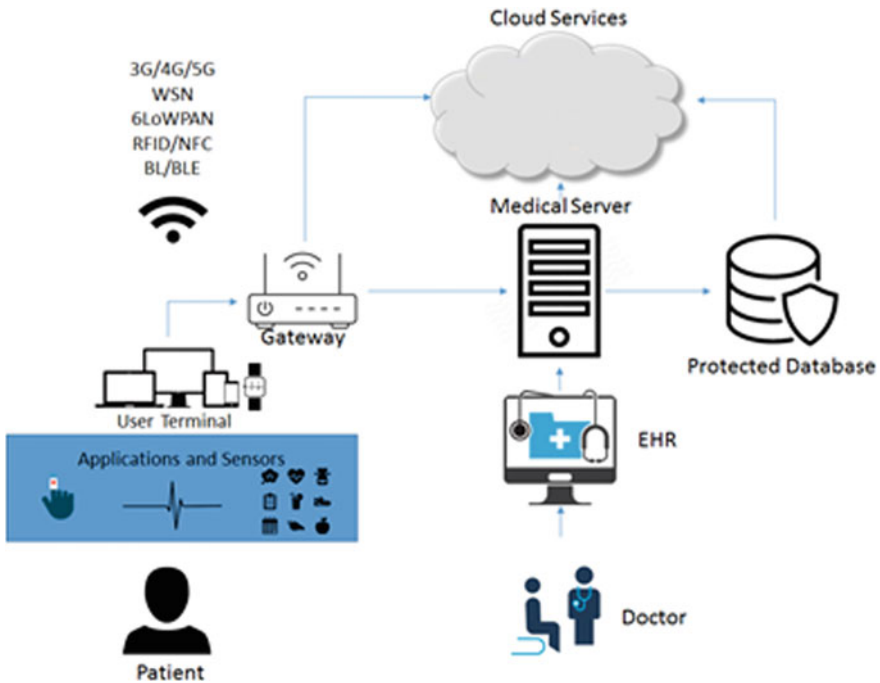 Cloud Services
3G/4G/5G
WSN
6LoWPAN
RFID/NFC
BL/BLE
Medical Server
Gateway
Protected Database
User Terminal
Applications and Sensors
EHR
Doctor
Patient